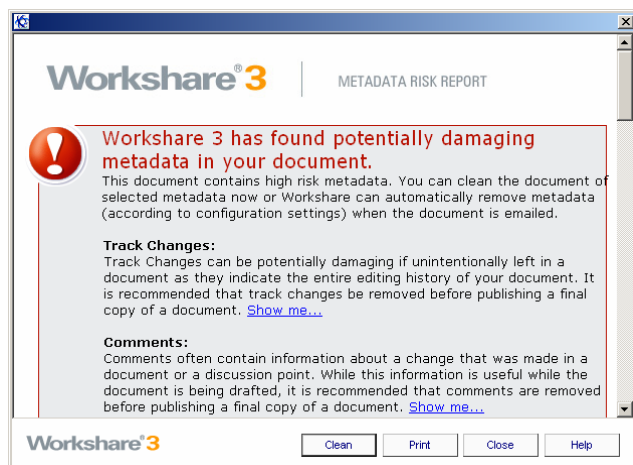 Workshare® 3
METADATA RISK REPORT
Workshare 3 has found potentially damaging
metadata in your document.
This document contains high risk metadata. You can clean the document of
selected metadata now or Workshare can automatically remove metadata
(according to configuration settings) when the document is emailed.
Track Changes:
Track Changes can be potentially damaging if unintentionally left in a
document as they indicate the entire editing history of your document. It
is recommended that track changes be removed before publishing a final
copy of a document. Show me...
Comments:
Comments often contain information about a change that was made in a
document or a discussion point. While this information is useful while the
document is being drafted, it is recommended that comments are removed
before publishing a final copy of a document. Show me...
Workshare® 3
Clean
Print
Close
Help